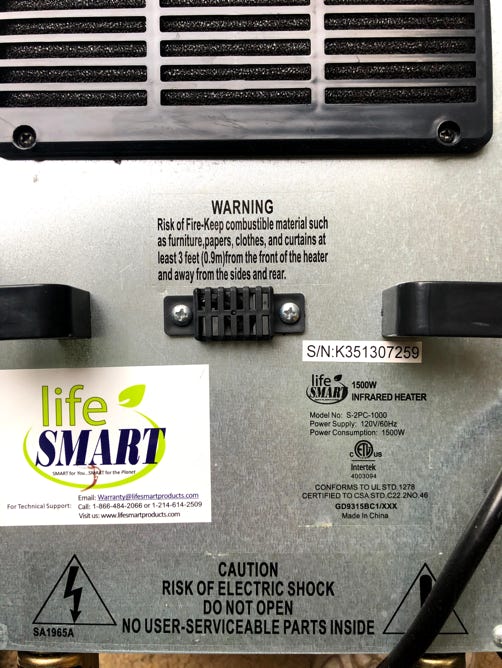 WARNING
Risk of Fire-Keep combustible material such
as furniture,papers, clothes, and curtains at
least 3 feet (0.9m)from the front of the heater
and away from the sides and rear.
S/N:K351307259
life
SMART
1500W
INFRARED HEATER
Model No: S-2PC-1000
Power Supply: 120V/60Hz
Power Consumption: 1500W
c ETL us
Intertek
4003094
CONFORMS TO UL STD.1278
CERTIFIED TO CSA STD.C22.2NO.46
GD9315BC1/XXX
Made In China
life
SMART
SMART for You...SMART for the Planet
For Technical Support:
Email: Warranty@lifesmartproducts.com
Call: 1-866-484-2066 or 1-214-614-2509
Visit us: www.lifesmartproducts.com
CAUTION
RISK OF ELECTRIC SHOCK
DO NOT OPEN
NO USER-SERVICEABLE PARTS INSIDE
SA1965A